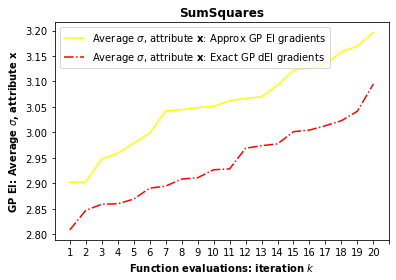 SumSquares
Average σ, attribute x: Approx GP EI gradients
Average σ, attribute x: Exact GP dEI gradients
GP EI: Average σ, attribute x
3.20
3.15
3.10
3.05
3.00
2.95
2.90
2.85
2.80
1 2 3 4 5 6 7 8 9 10 11 12 13 14 15 16 17 18 19 20
Function evaluations: iteration k